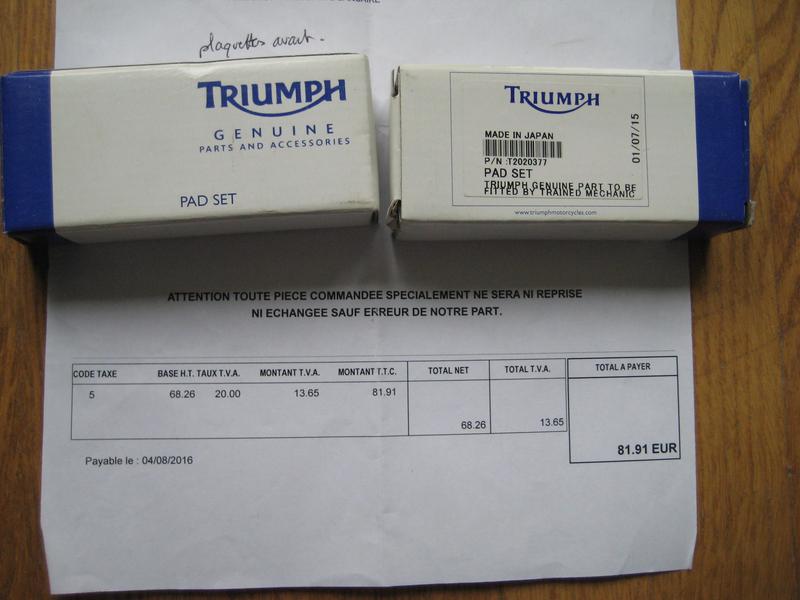 plaquettes avant.
TRIUMPH
GENUINE
PARTS AND ACCESSORIES
PAD SET
TRIUMPH
MADE IN JAPAN
P/N :T2020377
PAD SET
TRIUMPH GENUINE PART TO BE
FITTED BY TRAINED MECHANIC
01/07/15
www.triumphmotorcycles.com
ATTENTION TOUTE PIECE COMMANDEE SPECIALEMENT NE SERA NI REPRISE
NI ECHANGEE SAUF ERREUR DE NOTRE PART.
CODE TAXE BASE H.T. TAUX T.V.A. MONTANT T.V.A. MONTANT T.T.C. TOTAL NET TOTAL T.V.A. TOTAL A PAYER
5 68.26 20.00 13.65 81.91
68.26 13.65
81.91 EUR
Payable le : 04/08/2016